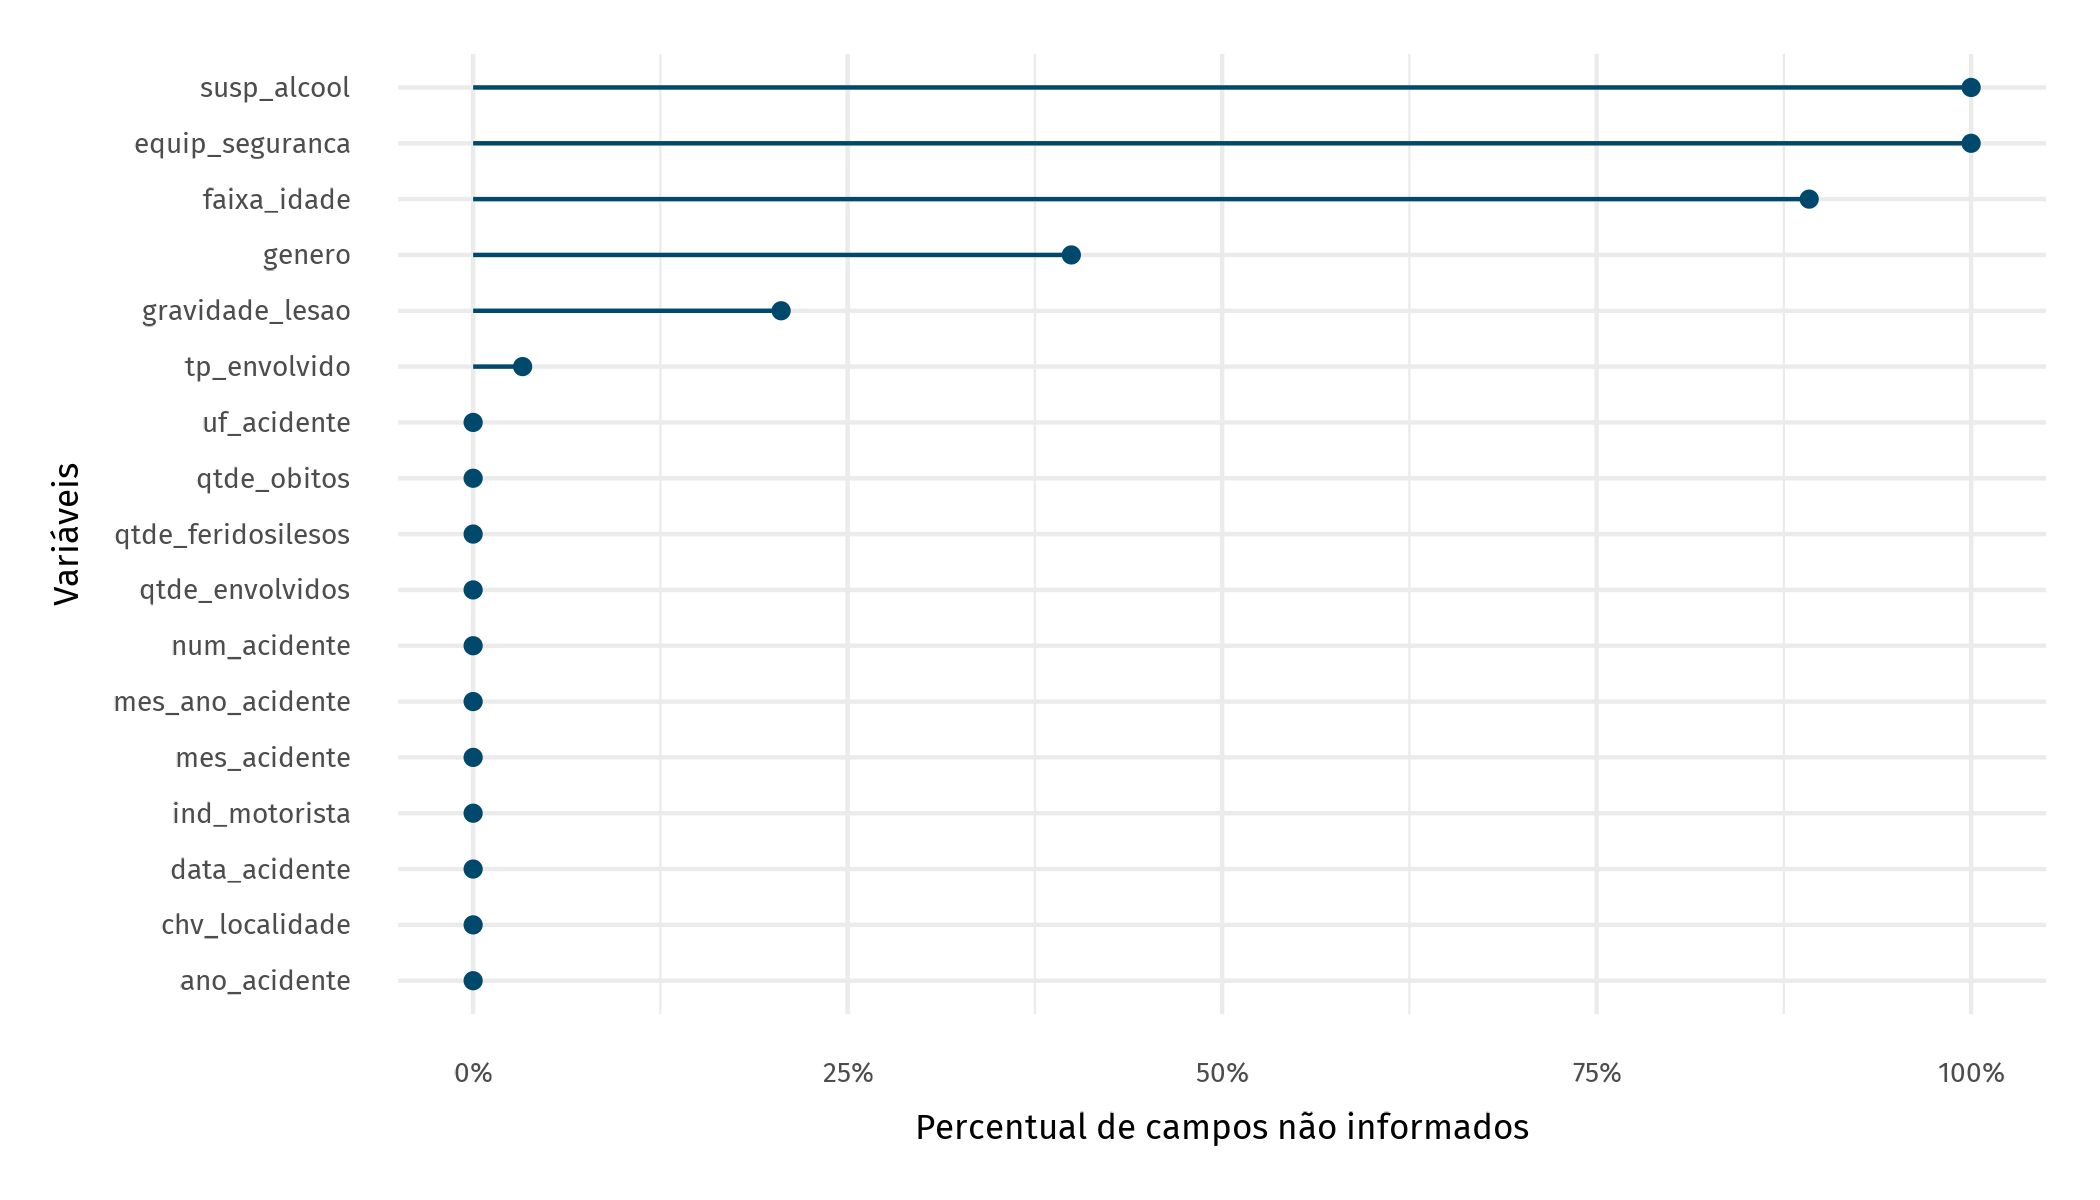 susp_alcool
equip_seguranca
faixa_idade
genero
gravidade_lesao
tp_envolvido
uf_acidente
qtde_obitos
qtde_feridosilesos
qtde_envolvidos
num_acidente
mes_ano_acidente
mes_acidente
ind_motorista
data_acidente
chv_localidade
ano_acidente
Variáveis
0% 25% 50% 75% 100%
Percentual de campos não informados